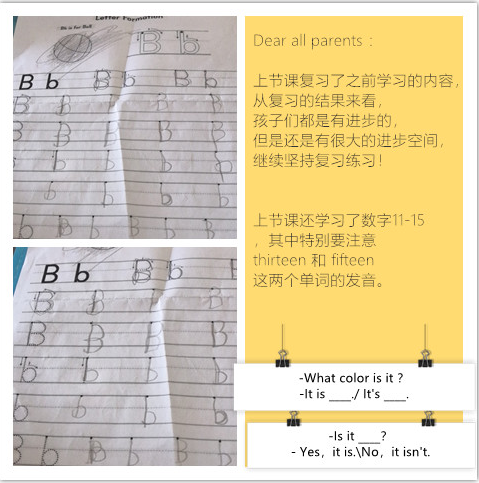 Letter Formation
Bb is for Ball
B b
B b B b B b
B b B b B
Dear all parents：
上节课复习了之前学习的内容，
从复习的结果来看，
孩子们都是有进步的，
但是还是有很大的进步空间，
继续坚持复习练习！
上节课还学习了数字11-15
，其中特别要注意
thirteen 和 fifteen
这两个单词的发音。
-What color is it ?
-It is ____./ It's ____.
-Is it ____?
- Yes，it is.\No，it isn't.